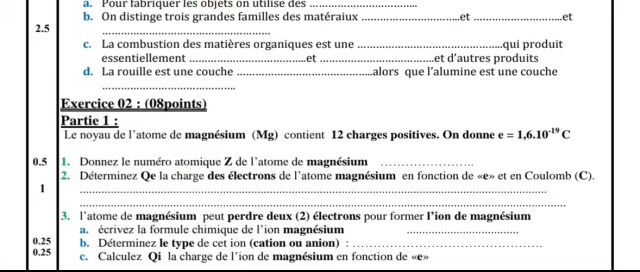 a. Pour fabriquer les objets on utilise des ……………………………..
b. On distingue trois grandes familles des matéraiux …………………………..et ………………………..et
2.5
………………………………………………
c. La combustion des matières organiques est une ………………………………………..qui produit
essentiellement ………………………………..et ………………………………et d'autres produits
d. La rouille est une couche ……………………………………..alors que l'alumine est une couche
…………………………………….
Exercice 02 : (08points)
Partie 1 :
Le noyau de l'atome de magnésium (Mg) contient 12 charges positives. On donne e = 1,6.10⁻¹⁹ C
0.5 1. Donnez le numéro atomique Z de l'atome de magnésium ………………….
2. Déterminez Qe la charge des électrons de l'atome magnésium en fonction de «e» et en Coulomb (C).
1 ................................................................................................................
................................................................................................................
3. l'atome de magnésium peut perdre deux (2) électrons pour former l'ion de magnésium
a. écrivez la formule chimique de l'ion magnésium ......................................
0.25 b. Déterminez le type de cet ion (cation ou anion) : ……………………………………
0.25 c. Calculez Qi la charge de l'ion de magnésium en fonction de «e»